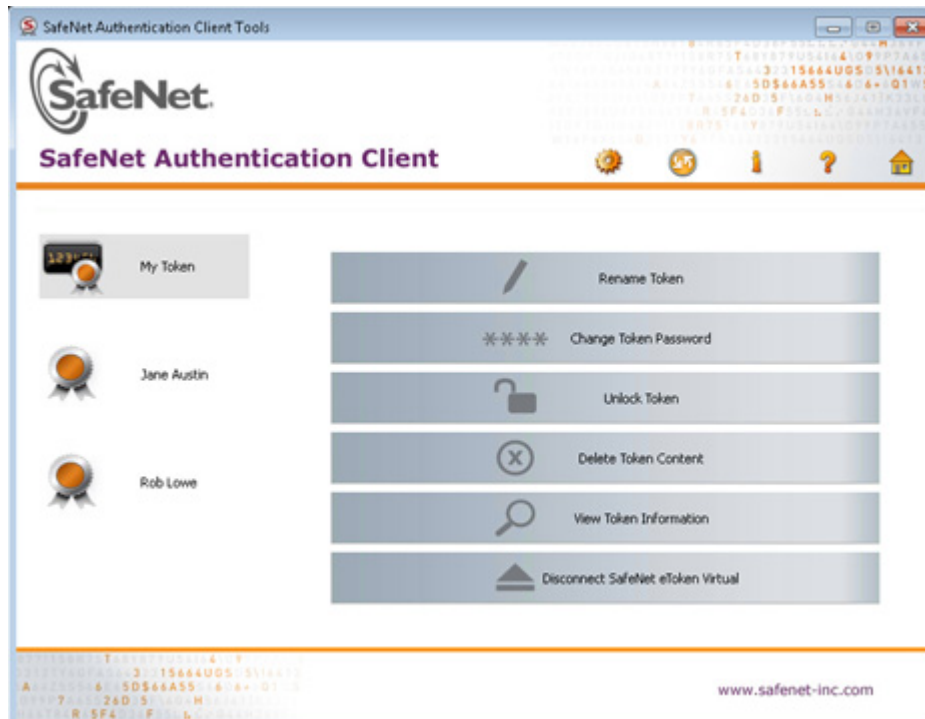 SafeNet Authentication Client Tools
SafeNet.
SafeNet Authentication Client
My Token
Jane Austin
Rob Lowe
Rename Token
**** Change Token Password
Unlock Token
Delete Token Content
View Token Information
Disconnect SafeNet eToken Virtual
www.safenet-inc.com